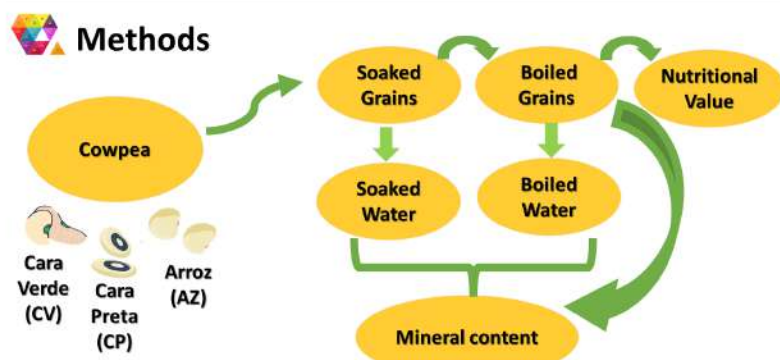 Methods
Cowpea
Soaked
Grains
Boiled
Grains
Nutritional
Value
Soaked
Water
Boiled
Water
Cara
Verde
(CV)
Cara
Preta
(CP)
Arroz
(AZ)
Mineral content